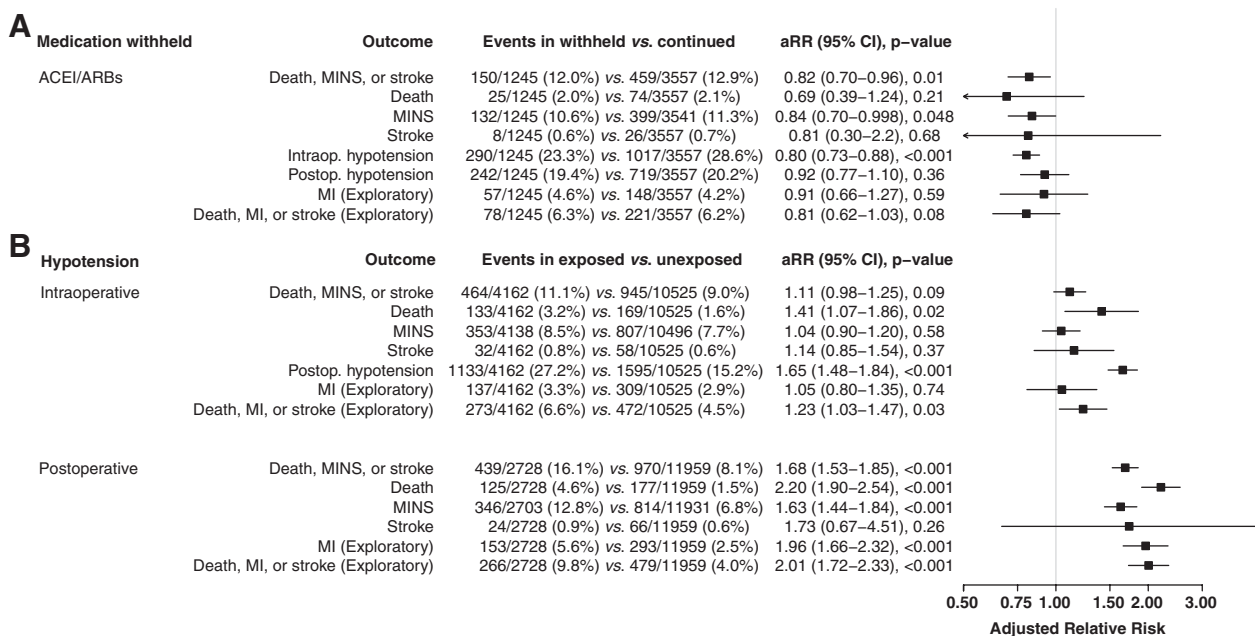 A
Medication withheld Outcome Events in withheld vs. continued aRR (95% CI), p−value
ACEI/ARBs Death, MINS, or stroke 150/1245 (12.0%) vs. 459/3557 (12.9%) 0.82 (0.70−0.96), 0.01
Death 25/1245 (2.0%) vs. 74/3557 (2.1%) 0.69 (0.39−1.24), 0.21
MINS 132/1245 (10.6%) vs. 399/3541 (11.3%) 0.84 (0.70−0.998), 0.048
Stroke 8/1245 (0.6%) vs. 26/3557 (0.7%) 0.81 (0.30−2.2), 0.68
Intraop. hypotension 290/1245 (23.3%) vs. 1017/3557 (28.6%) 0.80 (0.73−0.88), <0.001
Postop. hypotension 242/1245 (19.4%) vs. 719/3557 (20.2%) 0.92 (0.77−1.10), 0.36
MI (Exploratory) 57/1245 (4.6%) vs. 148/3557 (4.2%) 0.91 (0.66−1.27), 0.59
Death, MI, or stroke (Exploratory) 78/1245 (6.3%) vs. 221/3557 (6.2%) 0.81 (0.62−1.03), 0.08
B
Hypotension Outcome Events in exposed vs. unexposed aRR (95% CI), p−value
Intraoperative Death, MINS, or stroke 464/4162 (11.1%) vs. 945/10525 (9.0%) 1.11 (0.98−1.25), 0.09
Death 133/4162 (3.2%) vs. 169/10525 (1.6%) 1.41 (1.07−1.86), 0.02
MINS 353/4138 (8.5%) vs. 807/10496 (7.7%) 1.04 (0.90−1.20), 0.58
Stroke 32/4162 (0.8%) vs. 58/10525 (0.6%) 1.14 (0.85−1.54), 0.37
Postop. hypotension 1133/4162 (27.2%) vs. 1595/10525 (15.2%) 1.65 (1.48−1.84), <0.001
MI (Exploratory) 137/4162 (3.3%) vs. 309/10525 (2.9%) 1.05 (0.80−1.35), 0.74
Death, MI, or stroke (Exploratory) 273/4162 (6.6%) vs. 472/10525 (4.5%) 1.23 (1.03−1.47), 0.03
Postoperative Death, MINS, or stroke 439/2728 (16.1%) vs. 970/11959 (8.1%) 1.68 (1.53−1.85), <0.001
Death 125/2728 (4.6%) vs. 177/11959 (1.5%) 2.20 (1.90−2.54), <0.001
MINS 346/2703 (12.8%) vs. 814/11931 (6.8%) 1.63 (1.44−1.84), <0.001
Stroke 24/2728 (0.9%) vs. 66/11959 (0.6%) 1.73 (0.67−4.51), 0.26
MI (Exploratory) 153/2728 (5.6%) vs. 293/11959 (2.5%) 1.96 (1.66−2.32), <0.001
Death, MI, or stroke (Exploratory) 266/2728 (9.8%) vs. 479/11959 (4.0%) 2.01 (1.72−2.33), <0.001
0.50 0.75 1.00 1.50 2.00 3.00
Adjusted Relative Risk